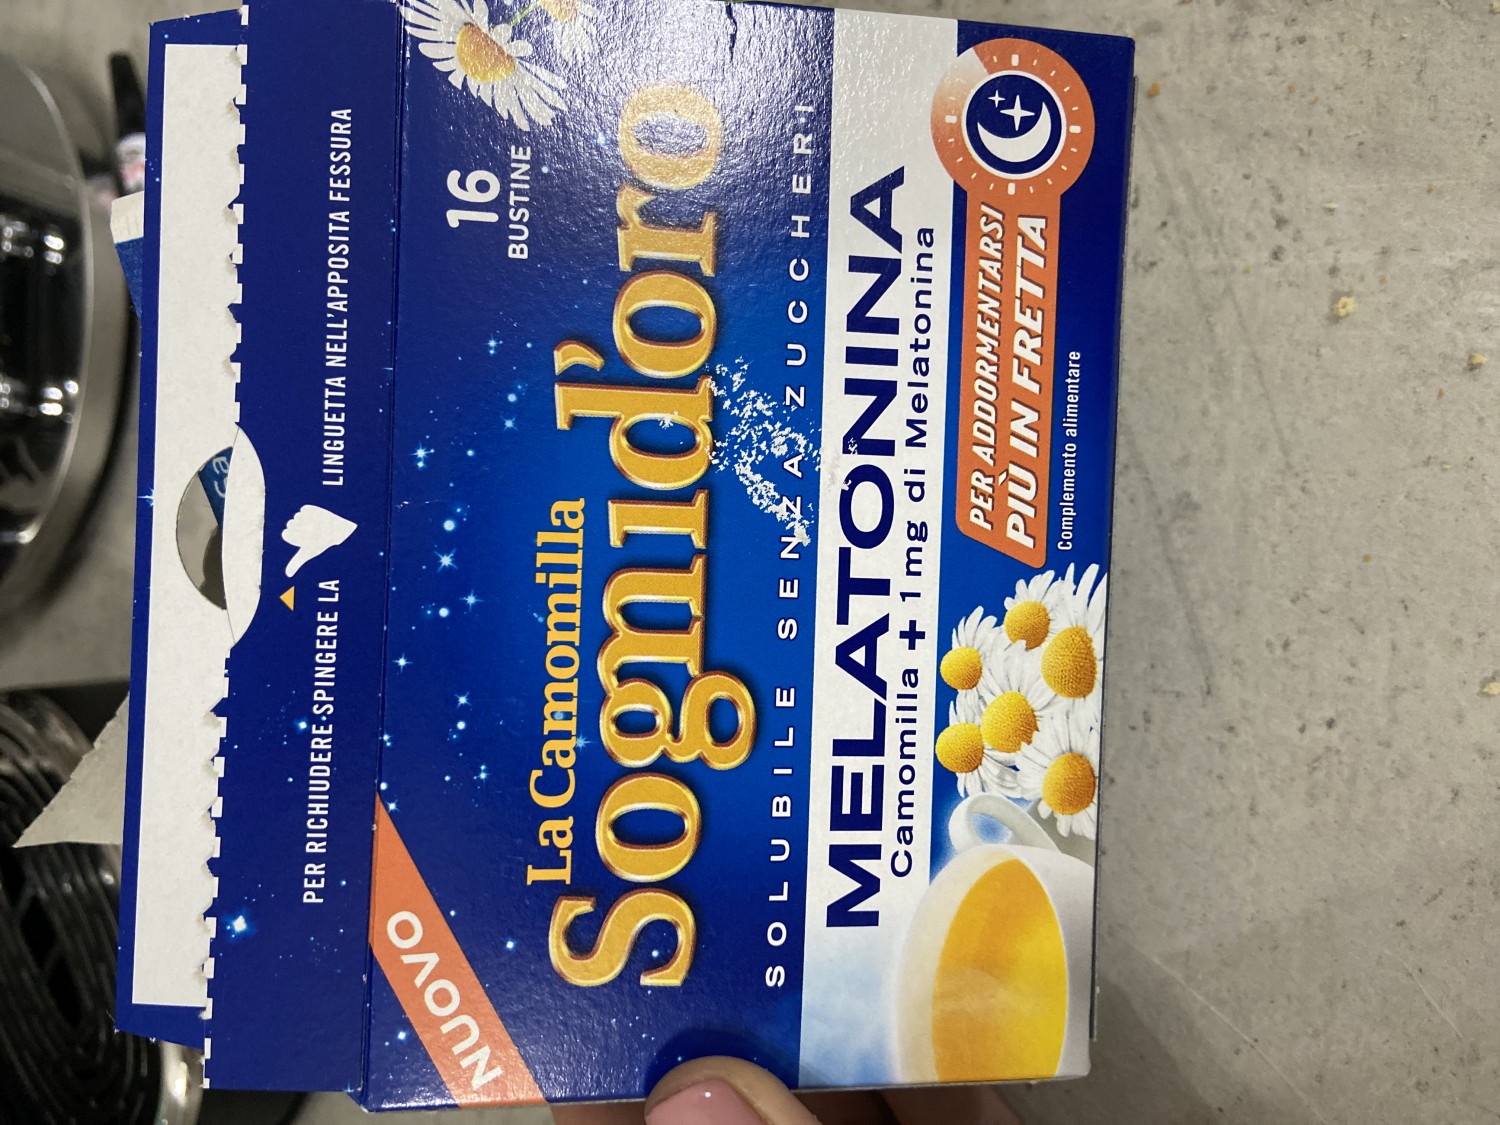 PER RICHIUDERE SPINGERE LA LINGUETTA NELL'APPOSITA FESSURA
NUOVO
16
BUSTINE
La Camomilla
Sogni d'oro
SOLUBILE SENZA ZUCCHERI
MELATONINA
Camomilla + 1 mg di Melatonina
PER ADDORMENTARSI
PIÙ IN FRETTA
Complemento alimentare